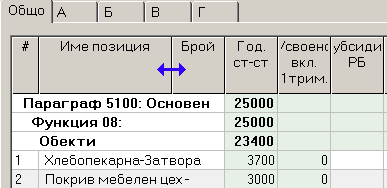 Общо А Б В Г
# Име позиция Брой Год. ст-ст Усвоено вкл. 1трим. убсиди РБ
Параграф 5100: Основен 25000
Функция 08: 25000
Обекти 23400
1 Хлебопекарна-Затвора 3700 0
2 Покрив мебелен цех- 3000 0